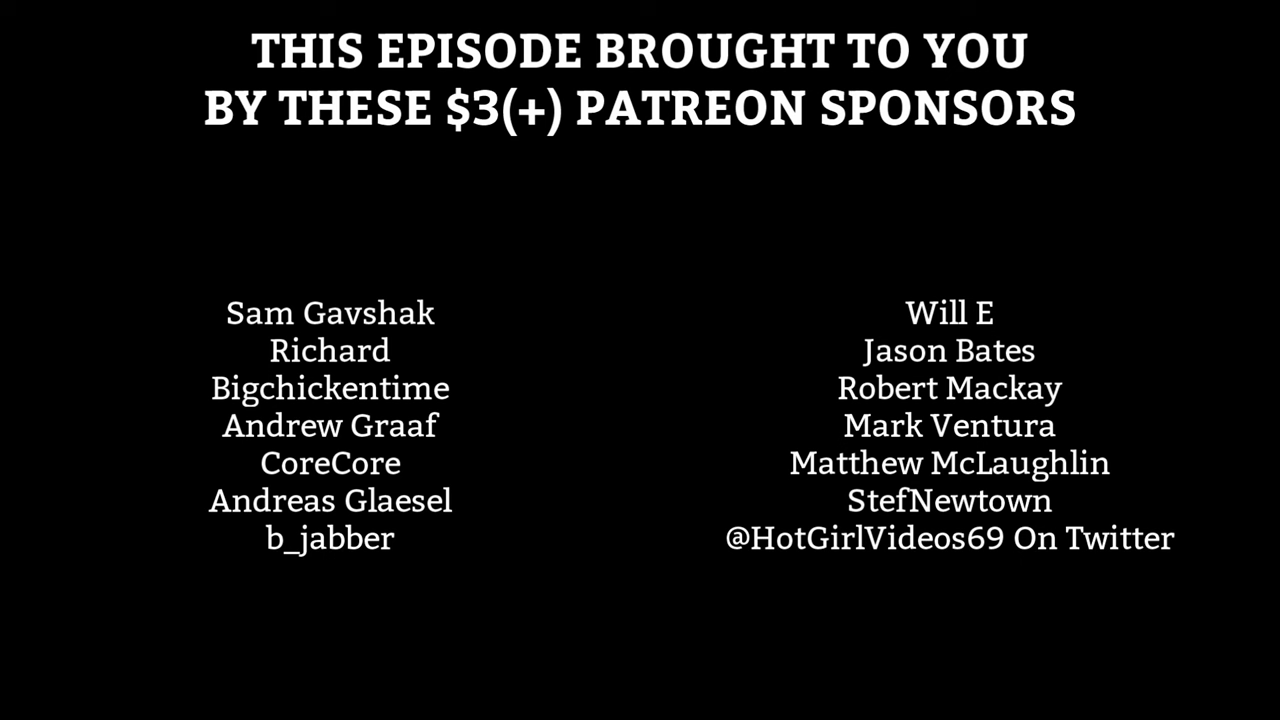 THIS EPISODE BROUGHT TO YOU
BY THESE $3(+) PATREON SPONSORS
Sam Gavshak
Richard
Bigchickentime
Andrew Graaf
CoreCore
Andreas Glaesel
b_jabber
Will E
Jason Bates
Robert Mackay
Mark Ventura
Matthew McLaughlin
StefNewtown
@HotGirlVideos69 On Twitter